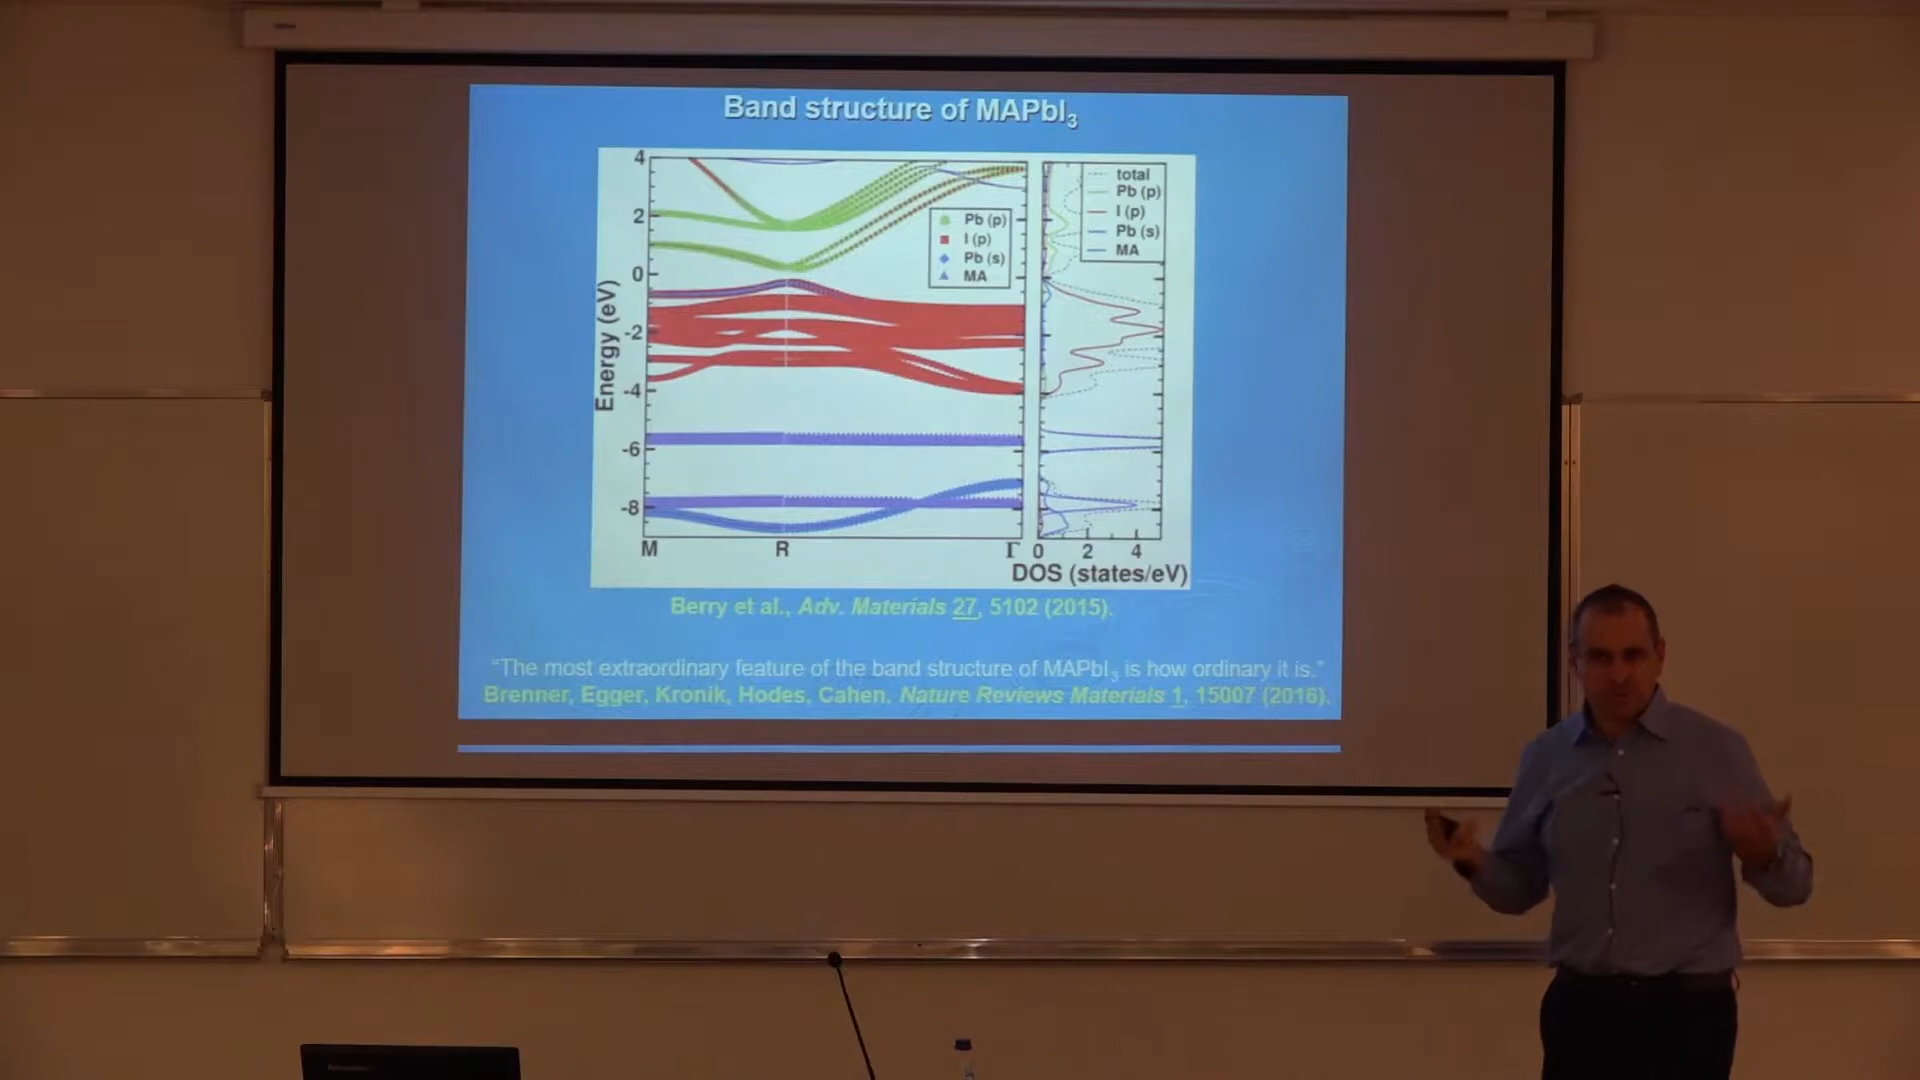 Band structure of MAPbI₃
4
2
0
-2
-4
-6
-8
Energy (eV)
Pb (p)
I (p)
Pb (s)
MA
total
Pb (p)
I (p)
Pb (s)
MA
M R Γ 0 2 4
DOS (states/eV)
Berry et al., Adv. Materials 27, 5102 (2015).
“The most extraordinary feature of the band structure of MAPbI₃ is how ordinary it is.”
Brenner, Egger, Kronik, Hodes, Cahen, Nature Reviews Materials 1, 15007 (2016).